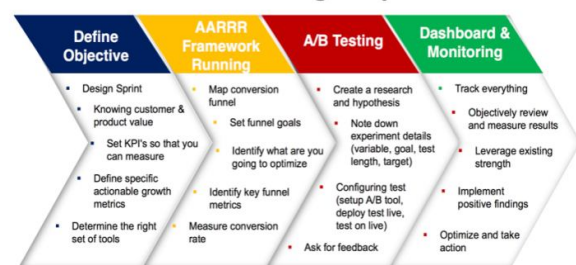 Define
Objective
Design Sprint
Knowing customer &
product value
Set KPI's so that you
can measure
Define specific
actionable growth
metrics
Determine the right
set of tools
AARRR
Framework
Running
Map conversion
funnel
Set funnel goals
Identify what are you
going to optimize
Identify key funnel
metrics
Measure conversion
rate
A/B Testing
Create a research
and hypothesis
Note down
experiment details
(variable, goal, test
length, target)
Configuring test
(setup A/B tool,
deploy test live,
test on live)
Ask for feedback
Dashboard &
Monitoring
Track everything
Objectively review
and measure results
Leverage existing
strength
Implement
positive findings
Optimize and take
action